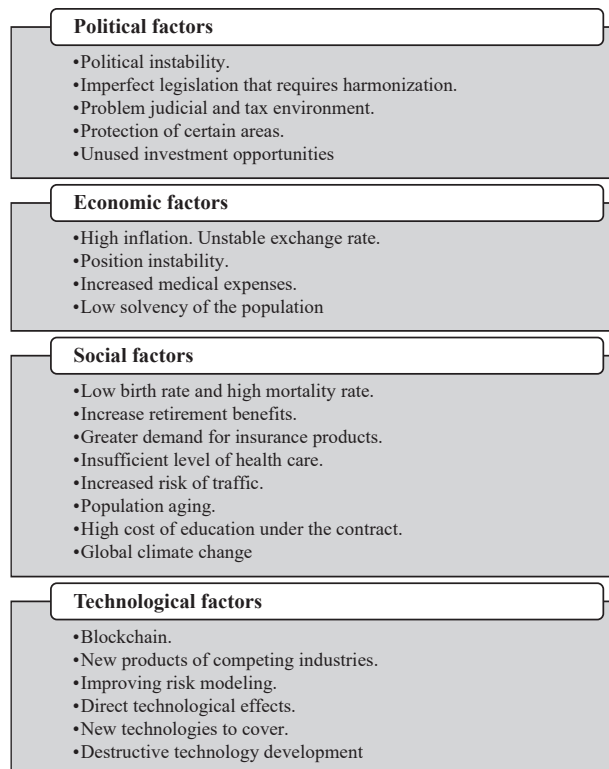 Political factors
•Political instability.
•Imperfect legislation that requires harmonization.
•Problem judicial and tax environment.
•Protection of certain areas.
•Unused investment opportunities
Economic factors
•High inflation. Unstable exchange rate.
•Position instability.
•Increased medical expenses.
•Low solvency of the population
Social factors
•Low birth rate and high mortality rate.
•Increase retirement benefits.
•Greater demand for insurance products.
•Insufficient level of health care.
•Increased risk of traffic.
•Population aging.
•High cost of education under the contract.
•Global climate change
Technological factors
•Blockchain.
•New products of competing industries.
•Improving risk modeling.
•Direct technological effects.
•New technologies to cover.
•Destructive technology development